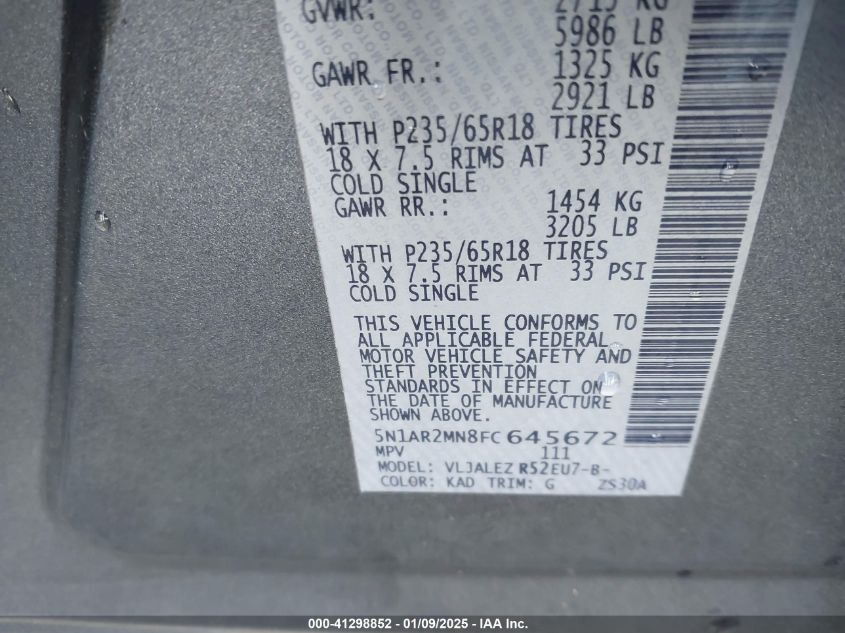 GVWR: 2715 KG
5986 LB
GAWR FR.: 1325 KG
2921 LB
WITH P235/65R18 TIRES
18 X 7.5 RIMS AT 33 PSI
COLD SINGLE
GAWR RR.: 1454 KG
3205 LB
WITH P235/65R18 TIRES
18 X 7.5 RIMS AT 33 PSI
COLD SINGLE
THIS VEHICLE CONFORMS TO
ALL APPLICABLE FEDERAL
MOTOR VEHICLE SAFETY AND
THEFT PREVENTION
STANDARDS IN EFFECT ON
THE DATE OF MANUFACTURE
SHOWN ABOVE.
5N1AR2MN8FC645672
MPV 111
MODEL: VLJALEZ R52EU7-B-
COLOR: KAD TRIM: G ZS30A
000-41298852 - 01/09/2025 - IAA Inc.